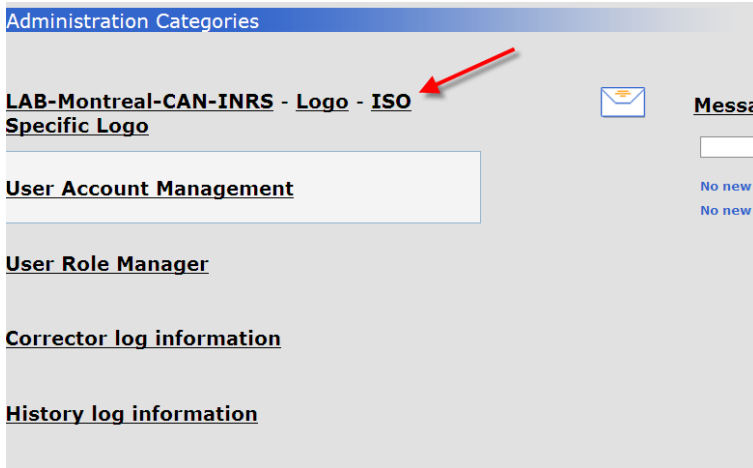 Administration Categories
LAB-Montreal-CAN-INRS - Logo - ISO
Specific Logo
User Account Management
User Role Manager
Corrector log information
History log information
No new
No new